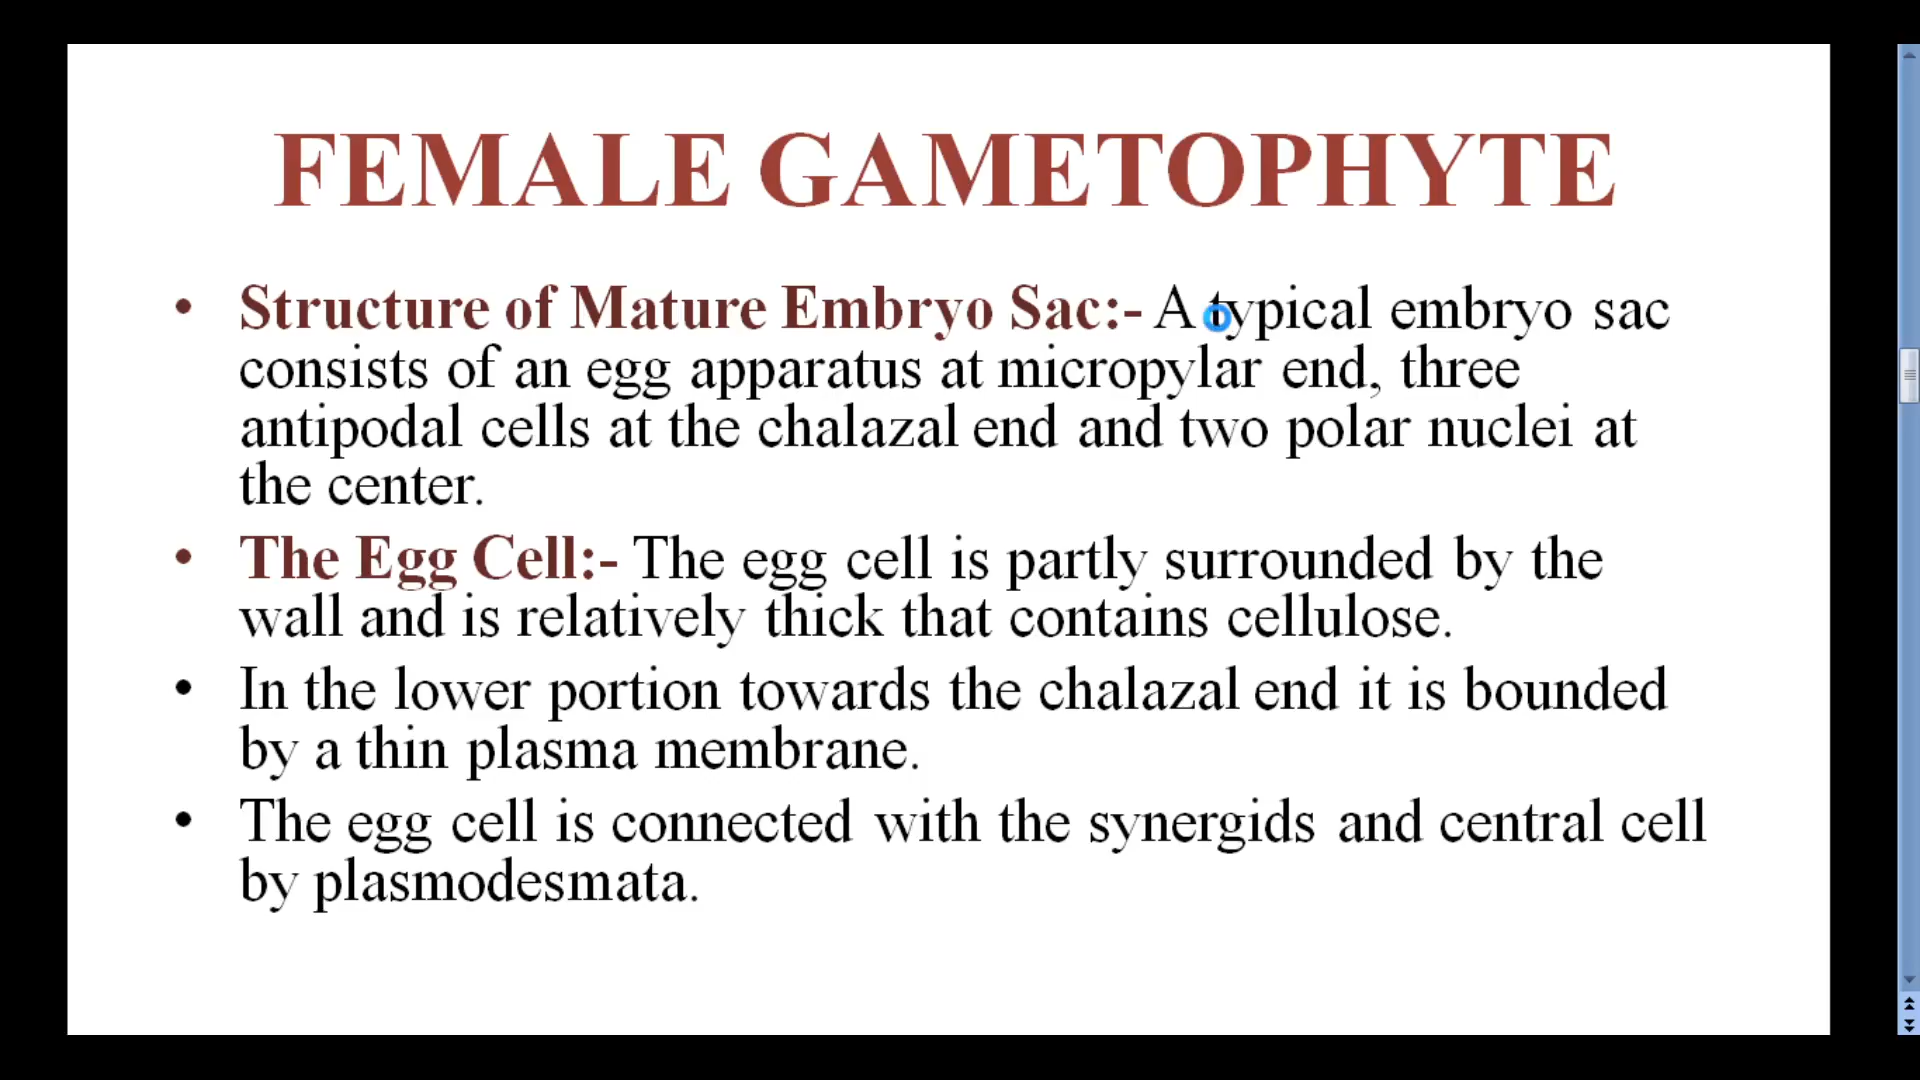 FEMALE GAMETOPHYTE
• Structure of Mature Embryo Sac:- A typical embryo sac
consists of an egg apparatus at micropylar end, three
antipodal cells at the chalazal end and two polar nuclei at
the center.
• The Egg Cell:- The egg cell is partly surrounded by the
wall and is relatively thick that contains cellulose.
• In the lower portion towards the chalazal end it is bounded
by a thin plasma membrane.
• The egg cell is connected with the synergids and central cell
by plasmodesmata.